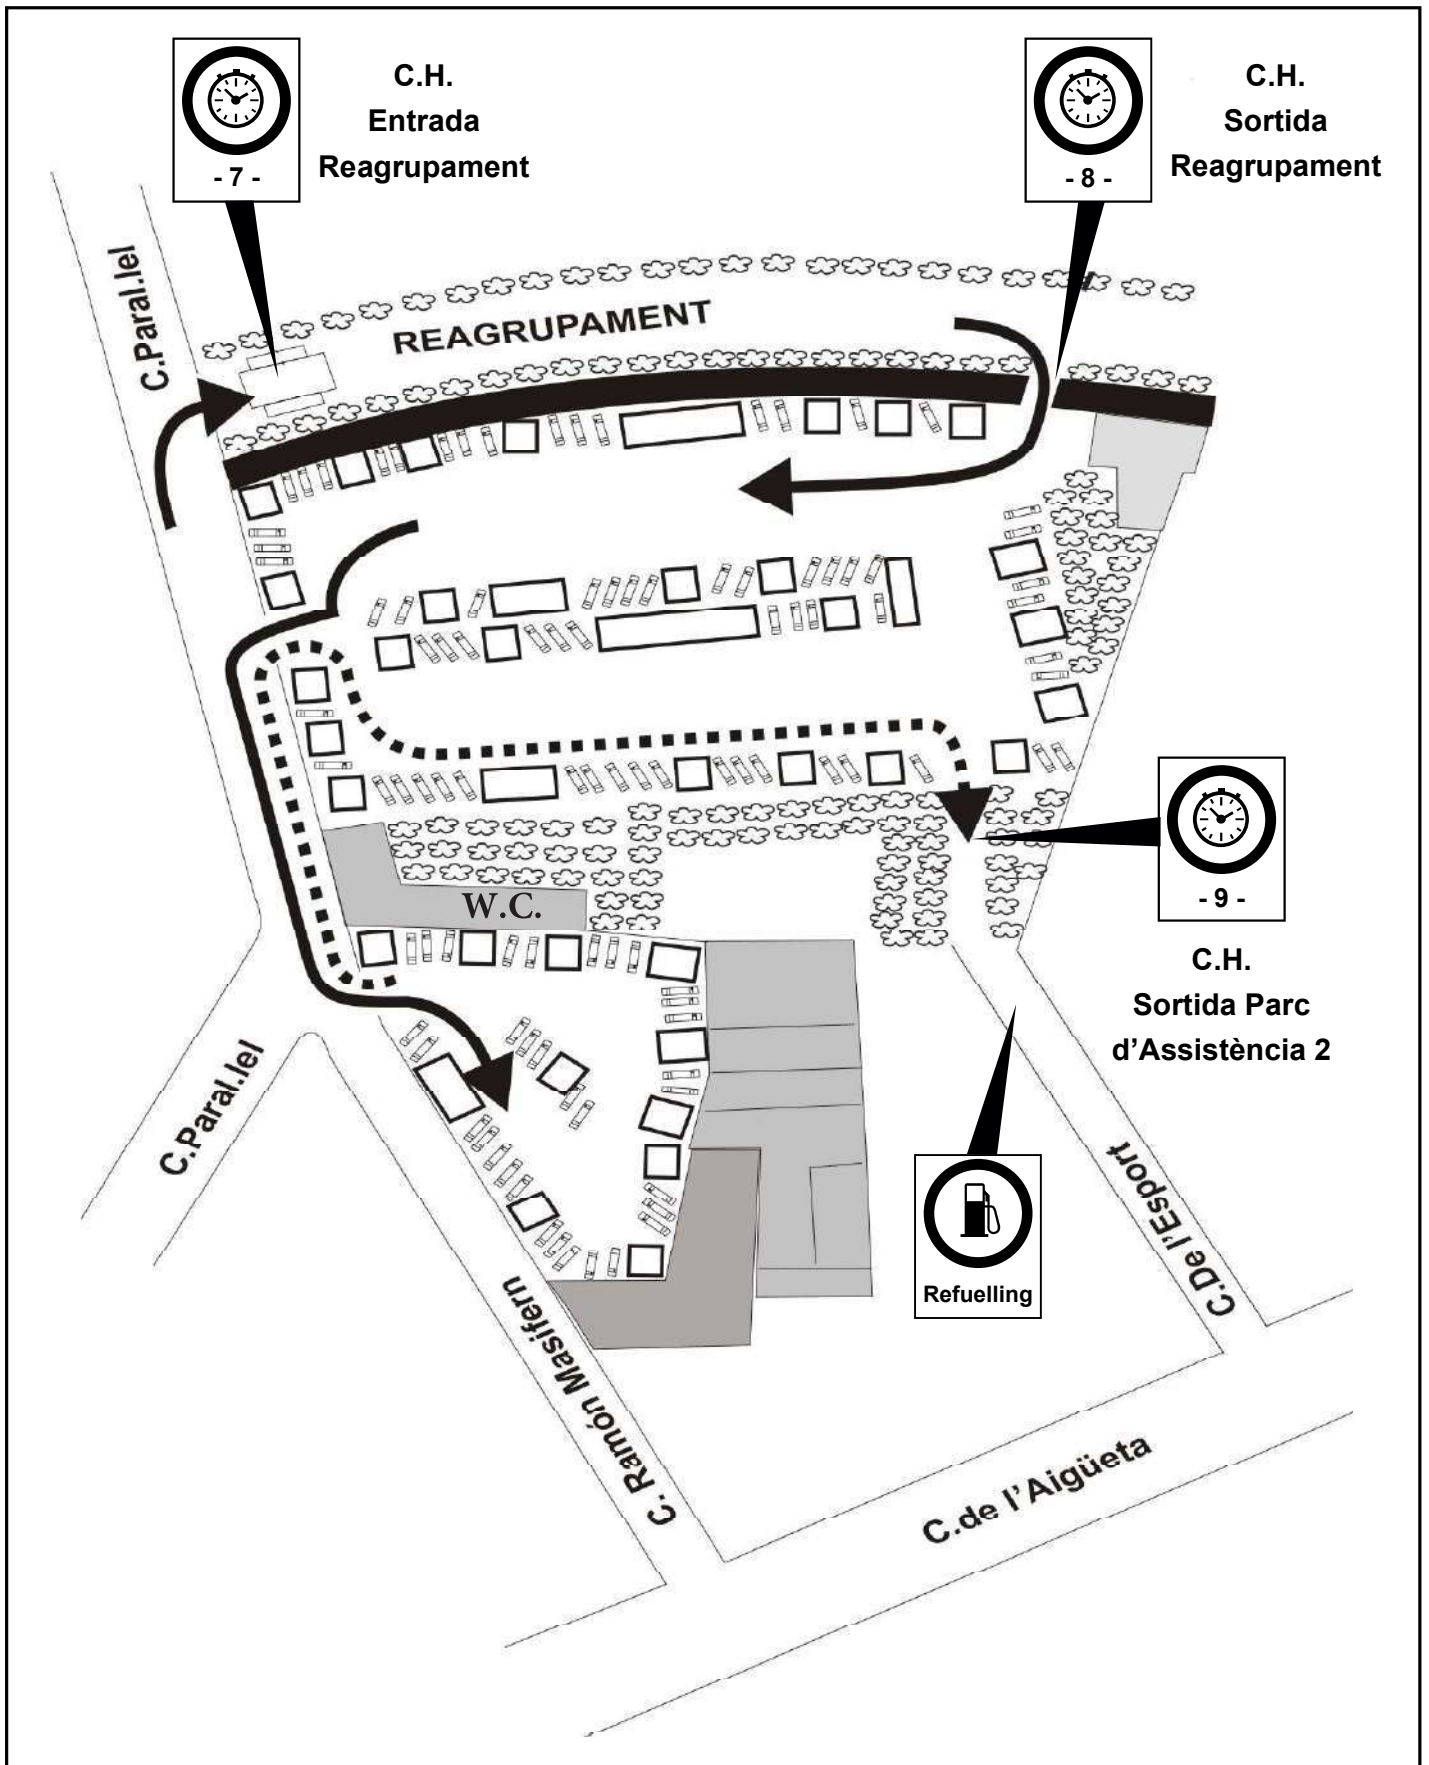 C.H.
Entrada
Reagrupament
- 7 -
C.H.
Sortida
Reagrupament
- 8 -
C.Paral.lel
REAGRUPAMENT
W.C.
- 9 -
C.H.
Sortida Parc
d’Assistència 2
C.Paral.lel
Refuelling
C.De l'Esport
C. Ramón Masifern
C.de l’Aigüeta